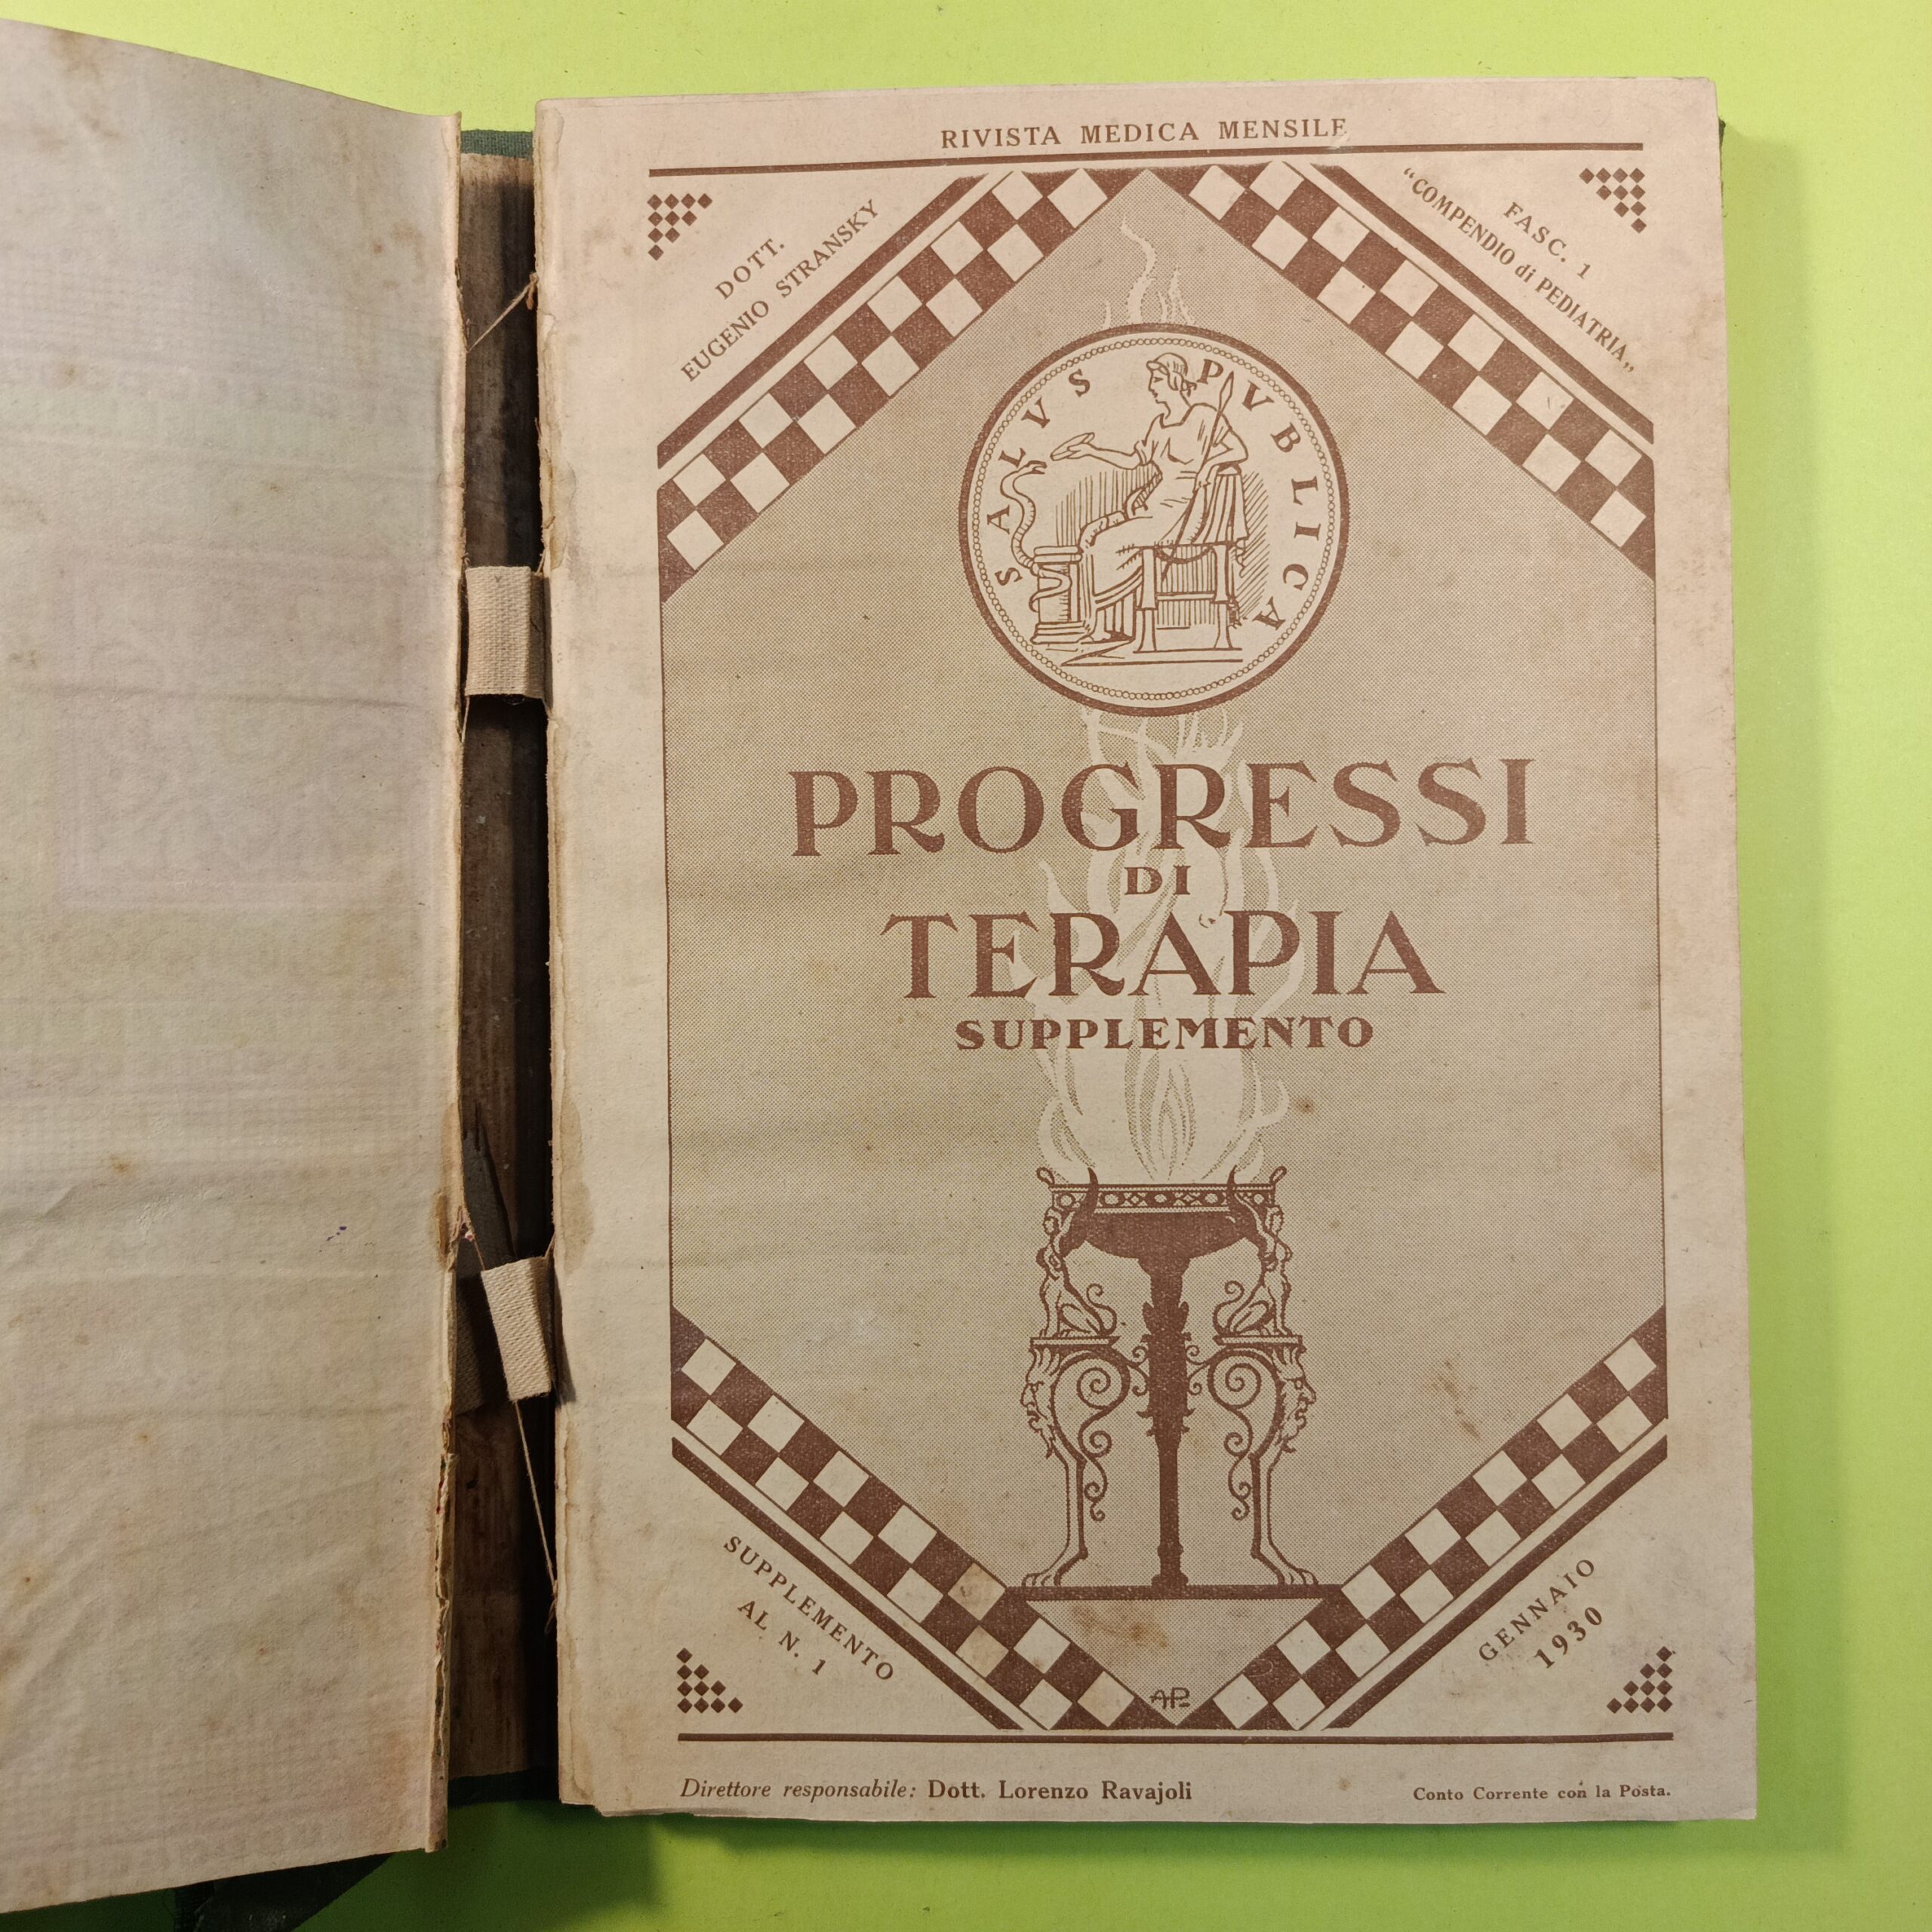 RIVISTA MEDICA MENSILE
DOTT.
EUGENIO STRANSKY
FASC. 1
“COMPENDIO di PEDIATRIA„
SALVS PVBLICA
PROGRESSI
DI
TERAPIA
SUPPLEMENTO
SUPPLEMENTO
AL N. 1
GENNAIO
1930
AP
Direttore responsabile: Dott. Lorenzo Ravajoli
Conto Corrente con la Posta.